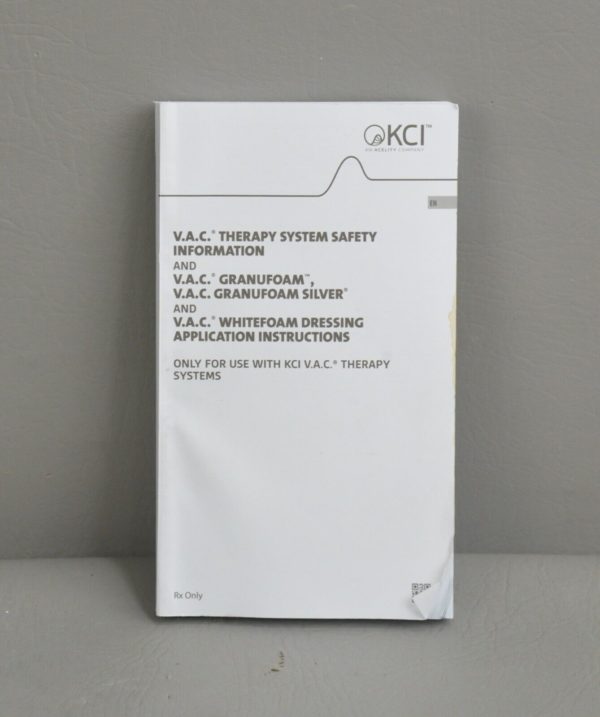 KCI™
AN ACELITY COMPANY
EN
V.A.C.® THERAPY SYSTEM SAFETY
INFORMATION
AND
V.A.C.® GRANUFOAM™,
V.A.C. GRANUFOAM SILVER®
AND
V.A.C.® WHITEFOAM DRESSING
APPLICATION INSTRUCTIONS
ONLY FOR USE WITH KCI V.A.C.® THERAPY
SYSTEMS
Rx Only